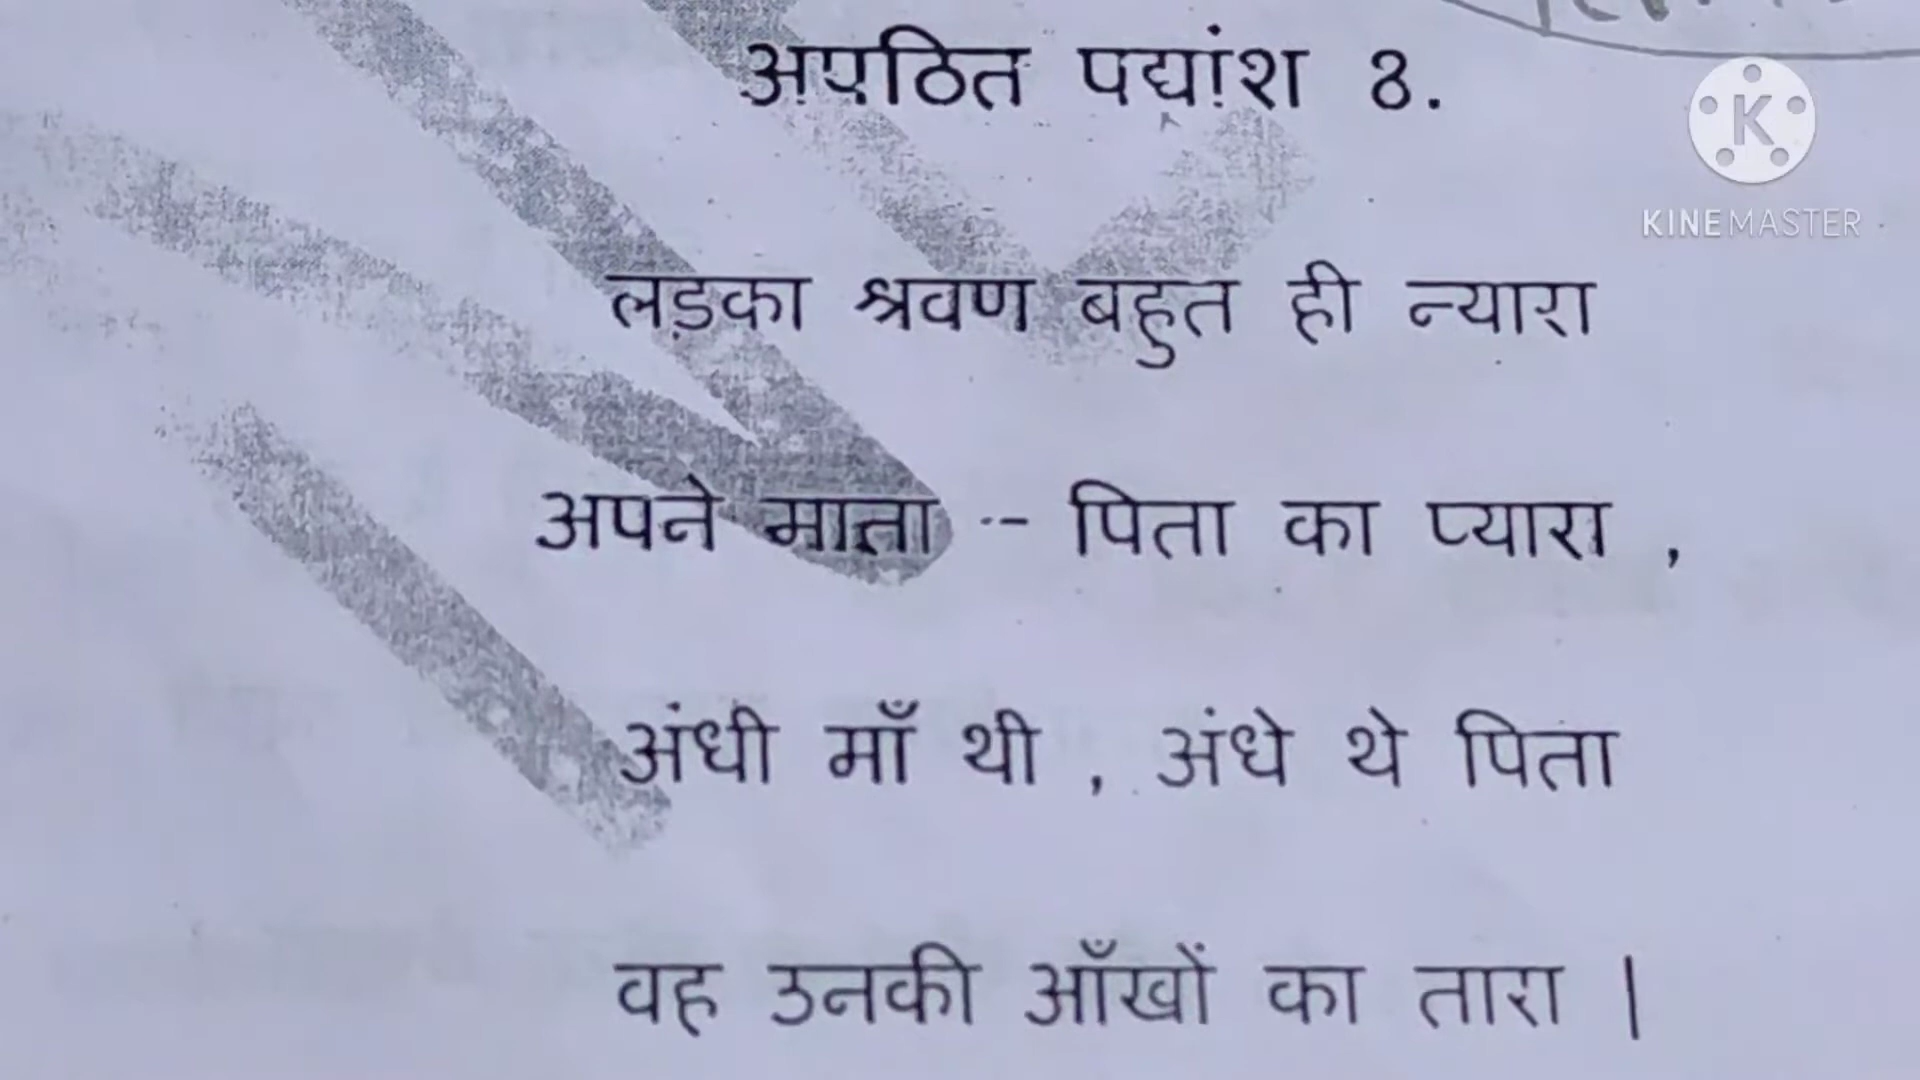 अपठित पद्यांश 8.
K
KINEMASTER
लड़का श्रवण बहुत ही न्यारा
अपने माता -- पिता का प्यारा ,
अंधी माँ थी , अंधे थे पिता
वह उनकी आँखों का तारा |